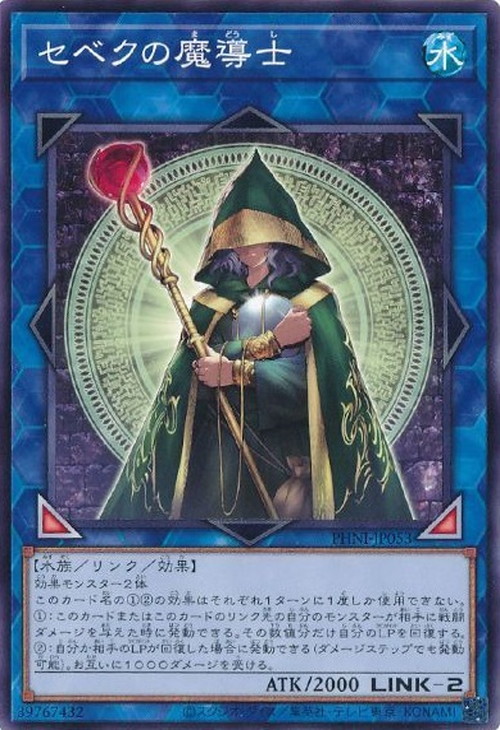 セベクの魔導士
まどうし
水
みず
PHNI-JP053
【水族／リンク／効果】
効果モンスター2体
このカード名の①②の効果はそれぞれ1ターンに1度しか使用できない。
①：このカードまたはこのカードのリンク先の自分のモンスターが相手に戦闘
ダメージを与えた時に発動できる。その数値分だけ自分のLPを回復する。
②：自分か相手のLPが回復した場合に発動できる（ダメージステップでも発動
可能）。お互いに1000ダメージを受ける。
ATK/2000 LINK-2
39767432 ©スタジオ・ダイス／集英社・テレビ東京・KONAMI